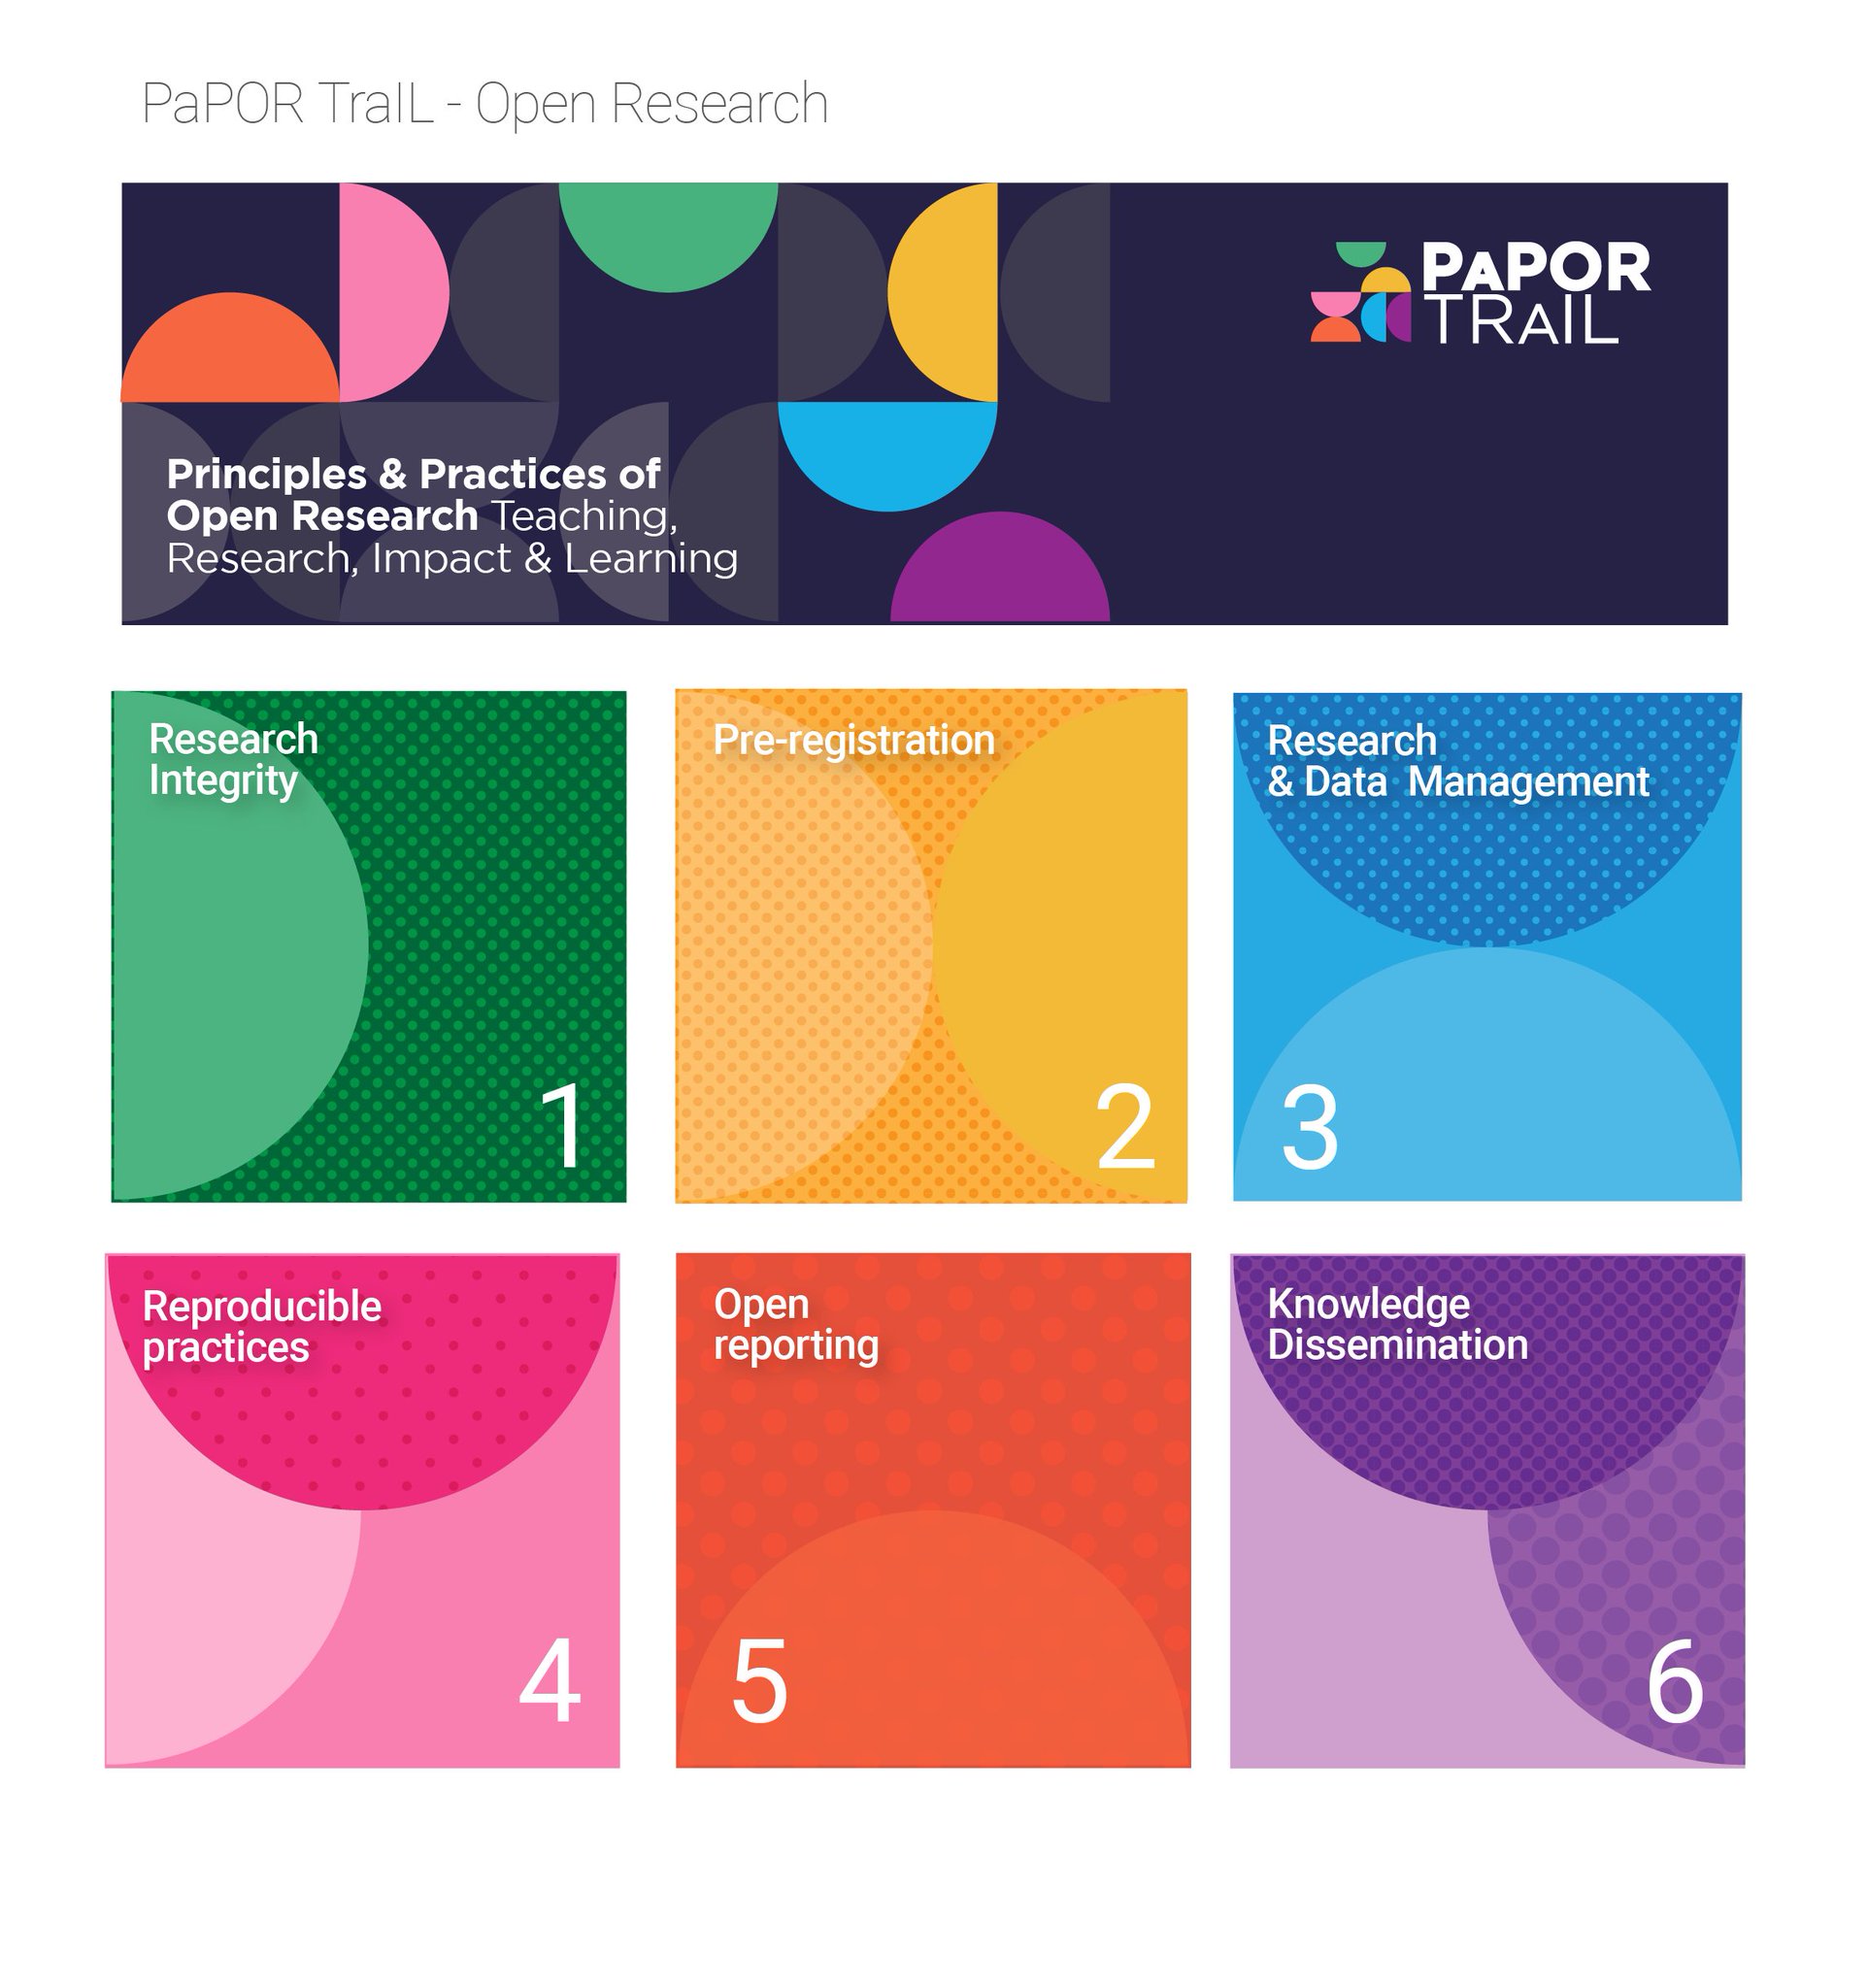 PaPOR TraIL - Open Research
PaPOR
TRaIL
Principles & Practices of
Open Research Teaching,
Research, Impact & Learning
Research
Integrity
1
Pre-registration
2
Research
& Data  Management
3
Reproducible
practices
4
Open
reporting
5
Knowledge
Dissemination
6